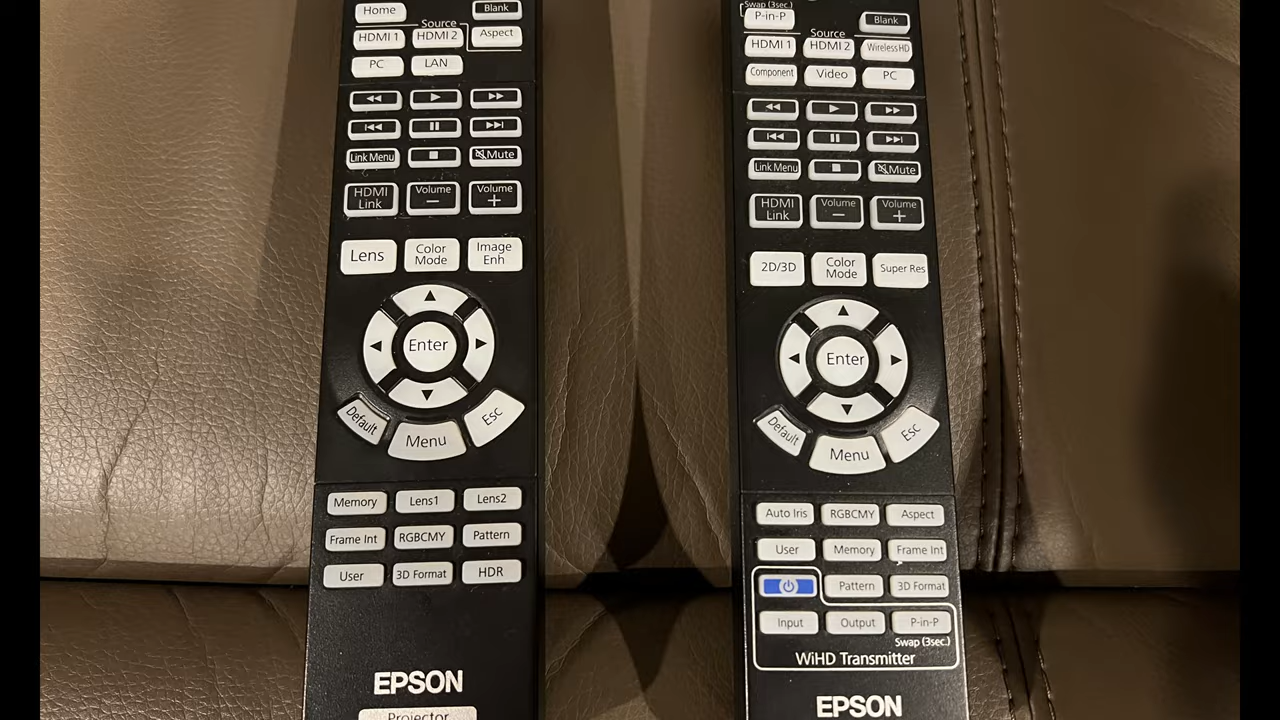 Home
Blank
Source
HDMI 1
HDMI 2
Aspect
PC
LAN
Link Menu
Mute
HDMI
Link
Volume
−
Volume
+
Lens
Color
Mode
Image
Enh
Enter
Default
Menu
Esc
Memory
Lens1
Lens2
Frame Int
RGBCMY
Pattern
User
3D Format
HDR
EPSON
Projector
Swap (3sec.)
P-in-P
Blank
Source
HDMI 1
HDMI 2
WirelessHD
Component
Video
PC
Link Menu
Mute
HDMI
Link
Volume
−
Volume
+
2D/3D
Color
Mode
Super Res
Enter
Default
Menu
Esc
Auto Iris
RGBCMY
Aspect
User
Memory
Frame Int
Pattern
3D Format
Input
Output
P-in-P
Swap (3sec.)
WiHD Transmitter
EPSON